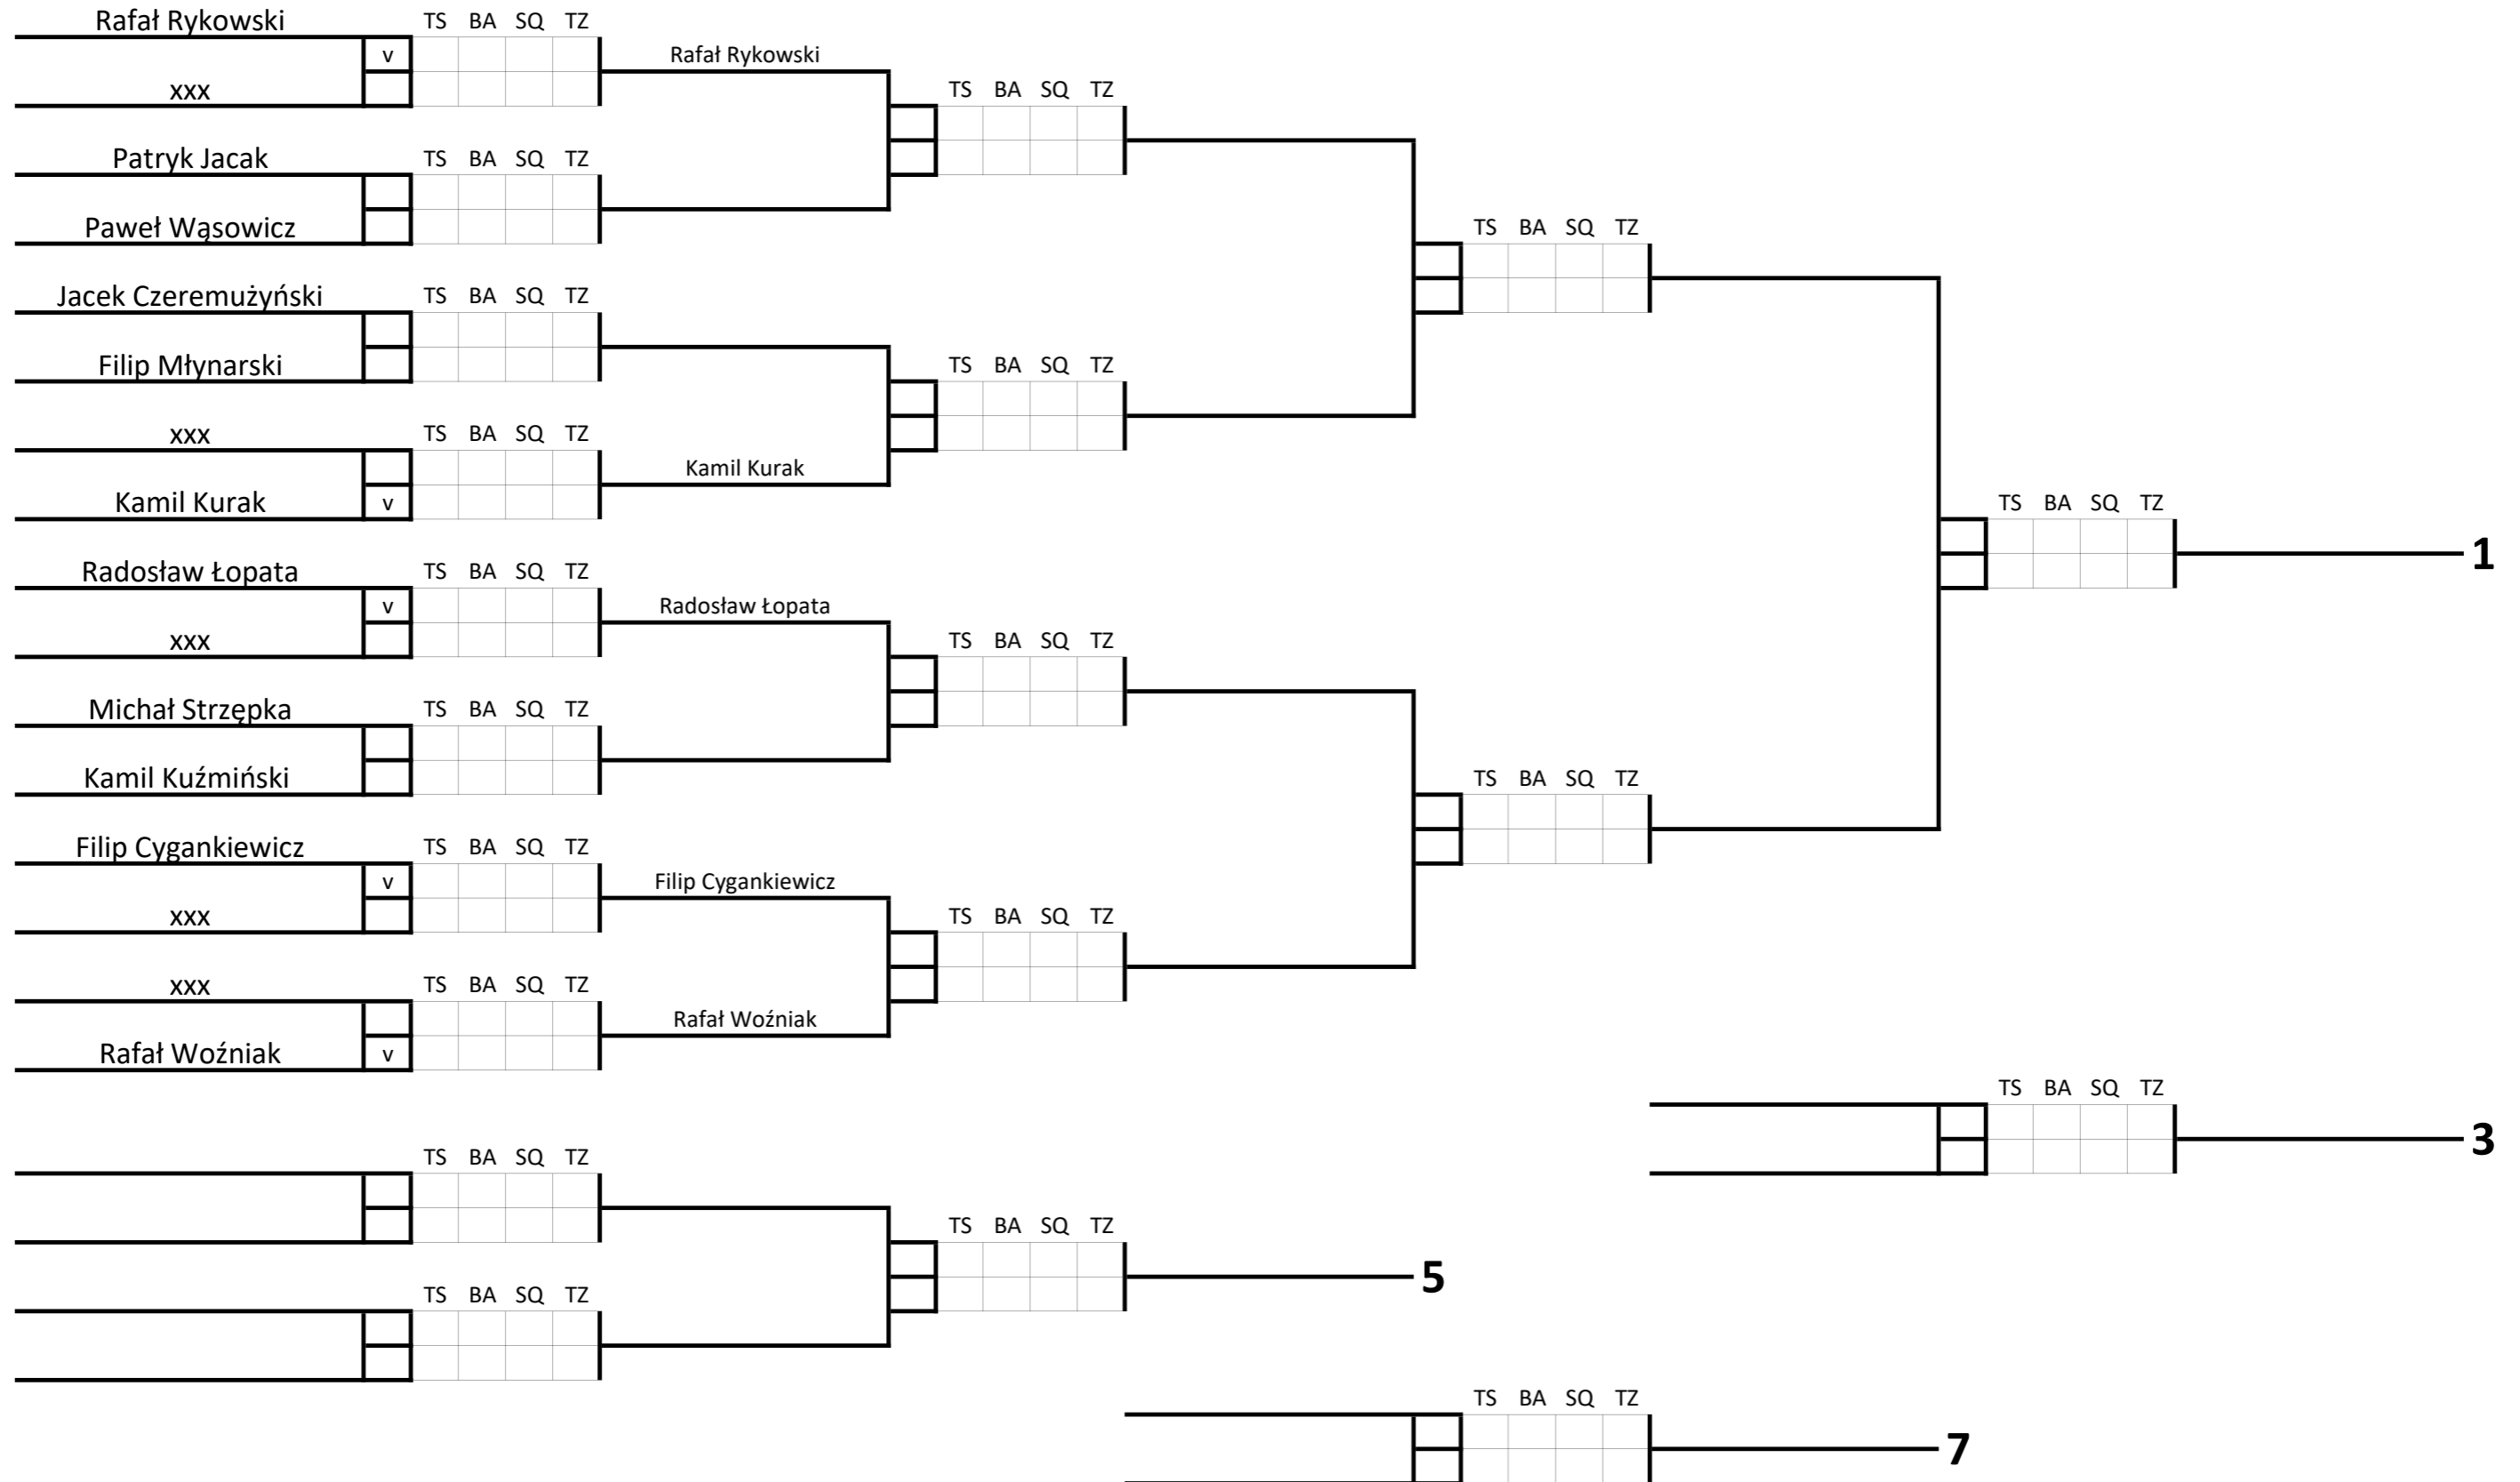 Rafał Rykowski TS BA SQ TZ
v Rafał Rykowski
xxx TS BA SQ TZ
Patryk Jacak TS BA SQ TZ
Paweł Wąsowicz TS BA SQ TZ
Jacek Czeremużyński TS BA SQ TZ
Filip Młynarski TS BA SQ TZ
xxx TS BA SQ TZ
Kamil Kurak
Kamil Kurak v TS BA SQ TZ
1
Radosław Łopata TS BA SQ TZ
v Radosław Łopata
xxx TS BA SQ TZ
Michał Strzępka TS BA SQ TZ
Kamil Kuźmiński TS BA SQ TZ
Filip Cygankiewicz TS BA SQ TZ
v Filip Cygankiewicz
xxx TS BA SQ TZ
xxx TS BA SQ TZ
Rafał Woźniak
Rafał Woźniak v
TS BA SQ TZ
3
TS BA SQ TZ
TS BA SQ TZ
5
TS BA SQ TZ
TS BA SQ TZ
7